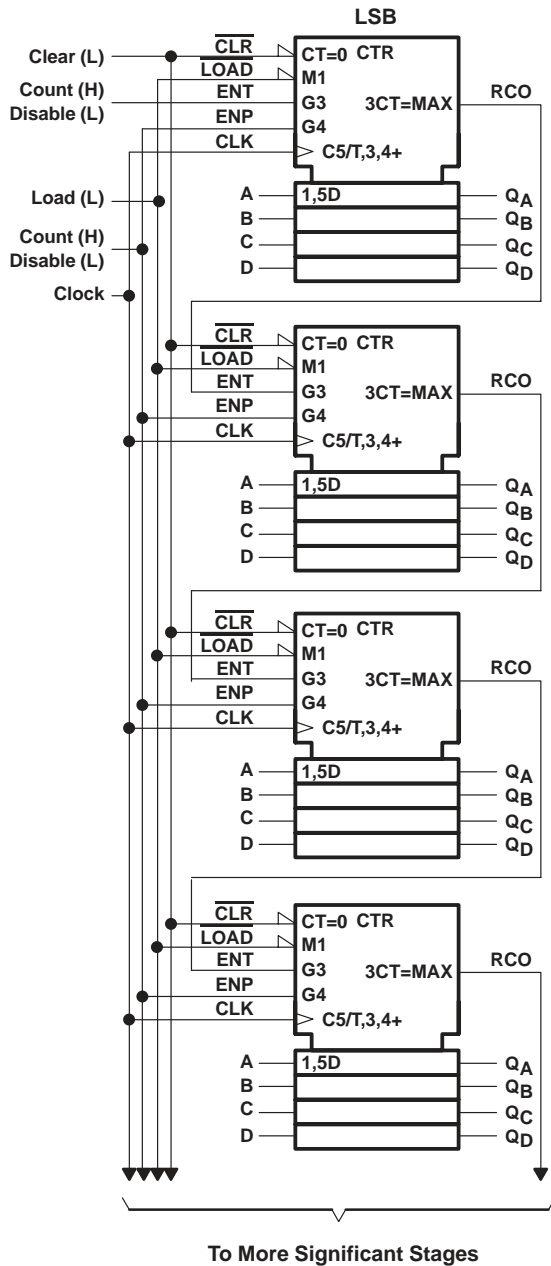 LSB
Clear (L)
CLR
CT=0 CTR
LOAD
M1
Count (H)
Disable (L)
ENT
G3
3CT=MAX
RCO
ENP
G4
CLK
C5/T,3,4+
Load (L)
A
1,5D
QA
B
QB
Count (H)
Disable (L)
C
QC
D
QD
Clock
CLR
CT=0 CTR
LOAD
M1
ENT
G3
3CT=MAX
RCO
ENP
G4
CLK
C5/T,3,4+
A
1,5D
QA
B
QB
C
QC
D
QD
CLR
CT=0 CTR
LOAD
M1
ENT
G3
3CT=MAX
RCO
ENP
G4
CLK
C5/T,3,4+
A
1,5D
QA
B
QB
C
QC
D
QD
CLR
CT=0 CTR
LOAD
M1
ENT
G3
3CT=MAX
RCO
ENP
G4
CLK
C5/T,3,4+
A
1,5D
QA
B
QB
C
QC
D
QD
To More Significant Stages